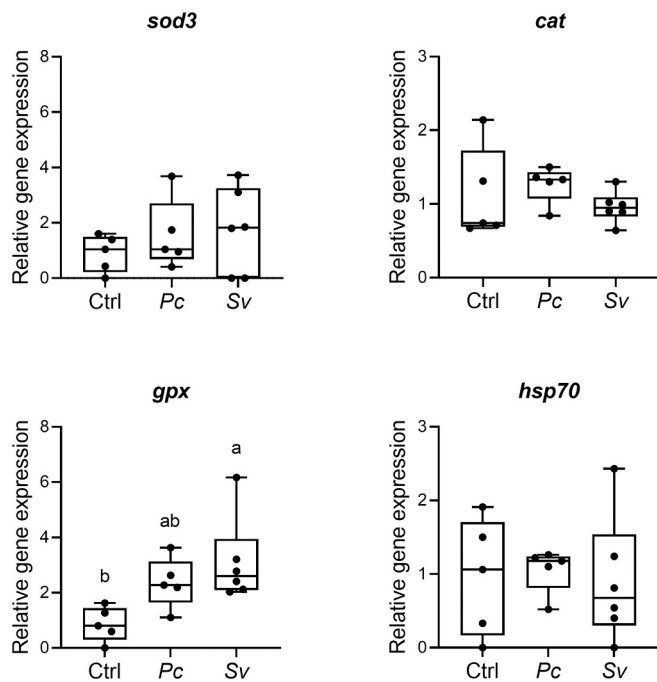 sod3
Relative gene expression
8
6
4
2
0
Ctrl Pc Sv
cat
Relative gene expression
3
2
1
0
Ctrl Pc Sv
gpx
Relative gene expression
8
6
4
2
0
b
ab
a
Ctrl Pc Sv
hsp70
Relative gene expression
3
2
1
0
Ctrl Pc Sv